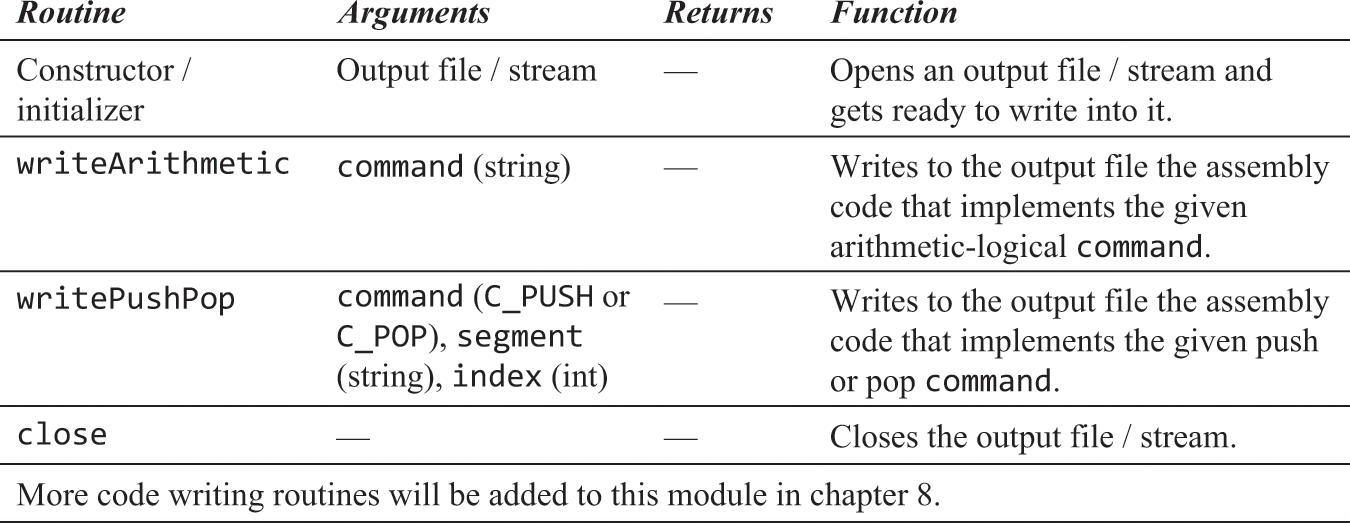 Routine Arguments Returns Function
Constructor / Output file / stream — Opens an output file / stream and
initializer gets ready to write into it.
writeArithmetic command (string) — Writes to the output file the assembly
code that implements the given
arithmetic-logical command.
writePushPop command (C_PUSH or — Writes to the output file the assembly
C_POP), segment code that implements the given push
(string), index (int) or pop command.
close — — Closes the output file / stream.
More code writing routines will be added to this module in chapter 8.